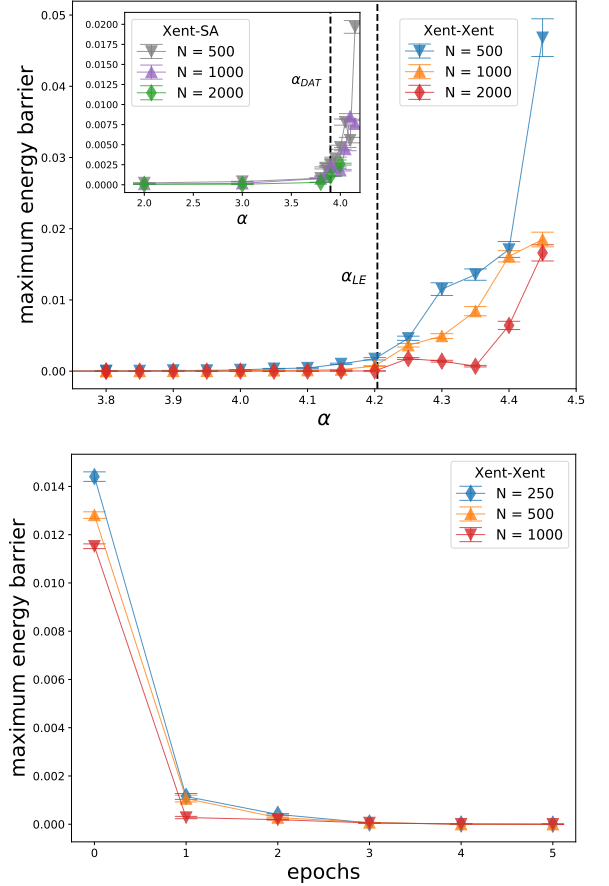 Xent-SA
N = 500
N = 1000
N = 2000
α_DAT
0.0200
0.0175
0.0150
0.0125
0.0100
0.0075
0.0050
0.0025
0.0000
2.0 2.5 3.0 3.5 4.0
α
Xent-Xent
N = 500
N = 1000
N = 2000
α_LE
maximum energy barrier
0.05
0.04
0.03
0.02
0.01
0.00
3.8 3.9 4.0 4.1 4.2 4.3 4.4 4.5
α
Xent-Xent
N = 250
N = 500
N = 1000
maximum energy barrier
0.014
0.012
0.010
0.008
0.006
0.004
0.002
0.000
0 1 2 3 4 5
epochs